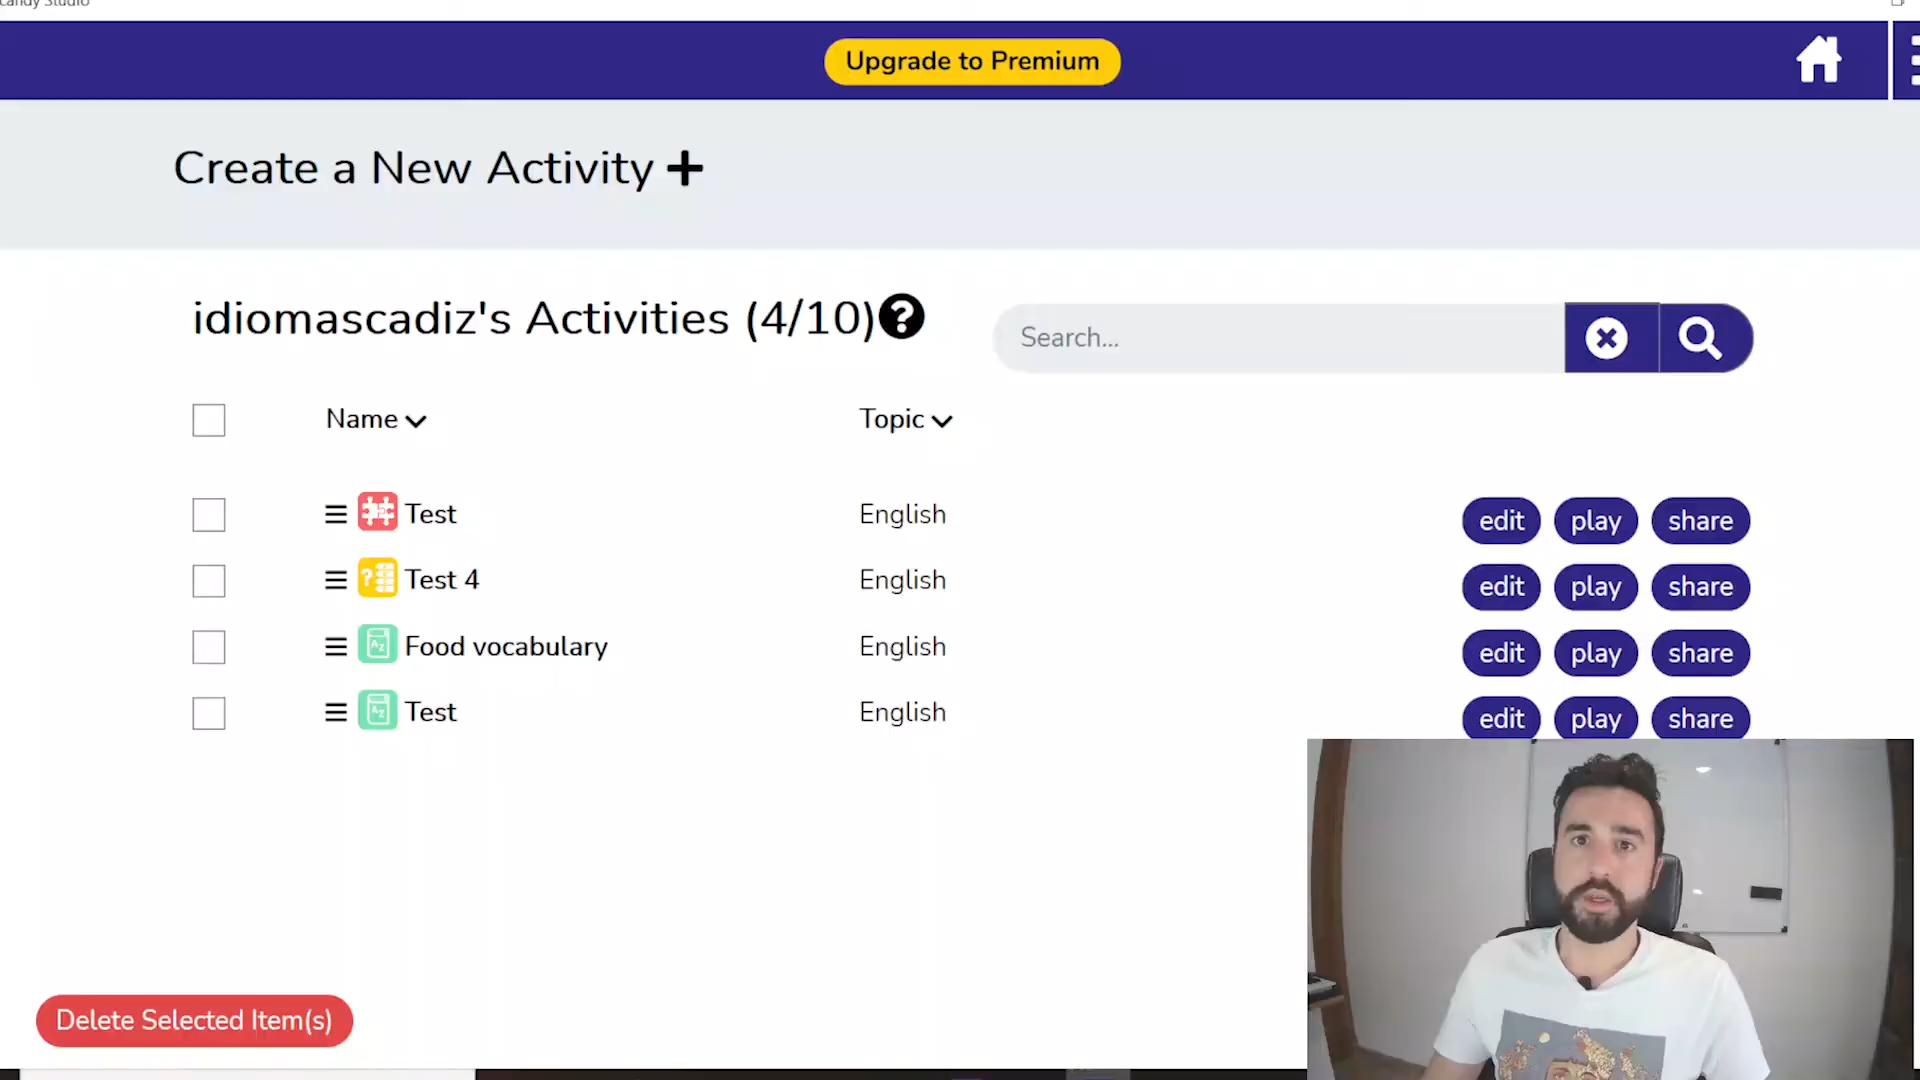 candy Studio
Upgrade to Premium
Create a New Activity
idiomascadiz's Activities (4/10)
Search...
Name
Topic
Test
English
edit
play
share
Test 4
English
edit
play
share
Food vocabulary
English
edit
play
share
Test
English
edit
play
share
Delete Selected Item(s)